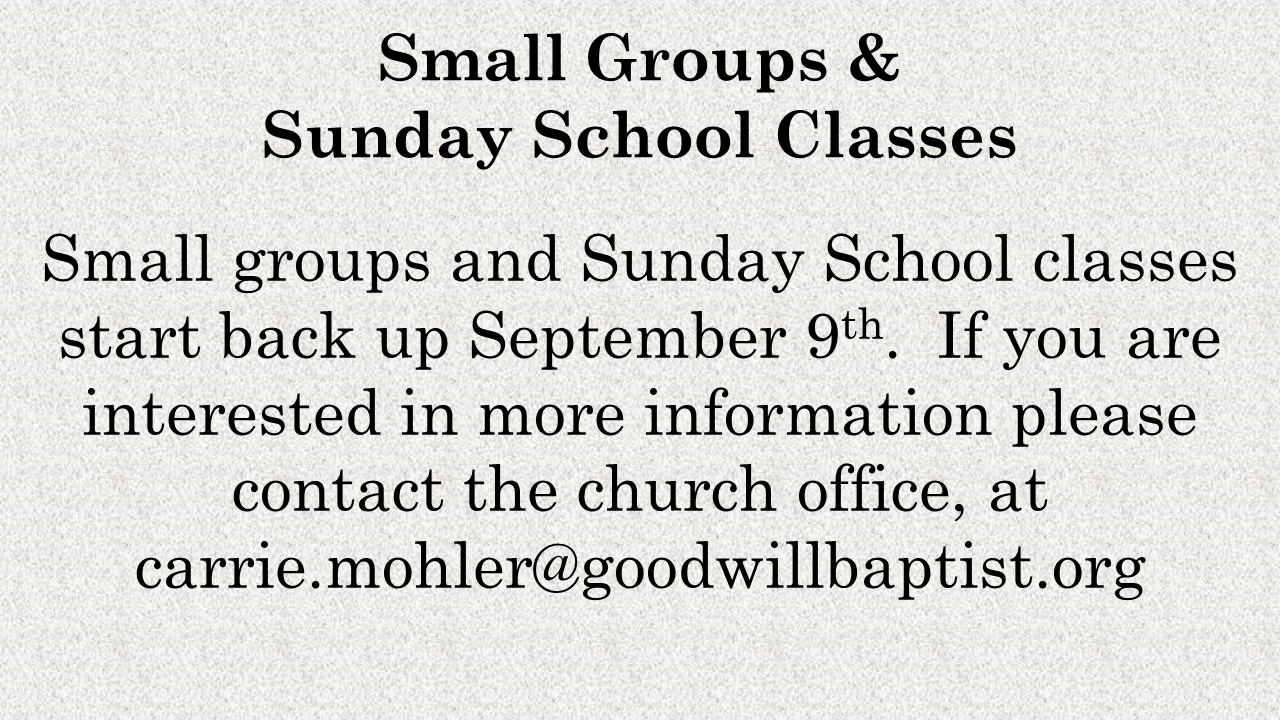 Small Groups &
Sunday School Classes
Small groups and Sunday School classes
start back up September 9th.  If you are
interested in more information please
contact the church office, at
carrie.mohler@goodwillbaptist.org